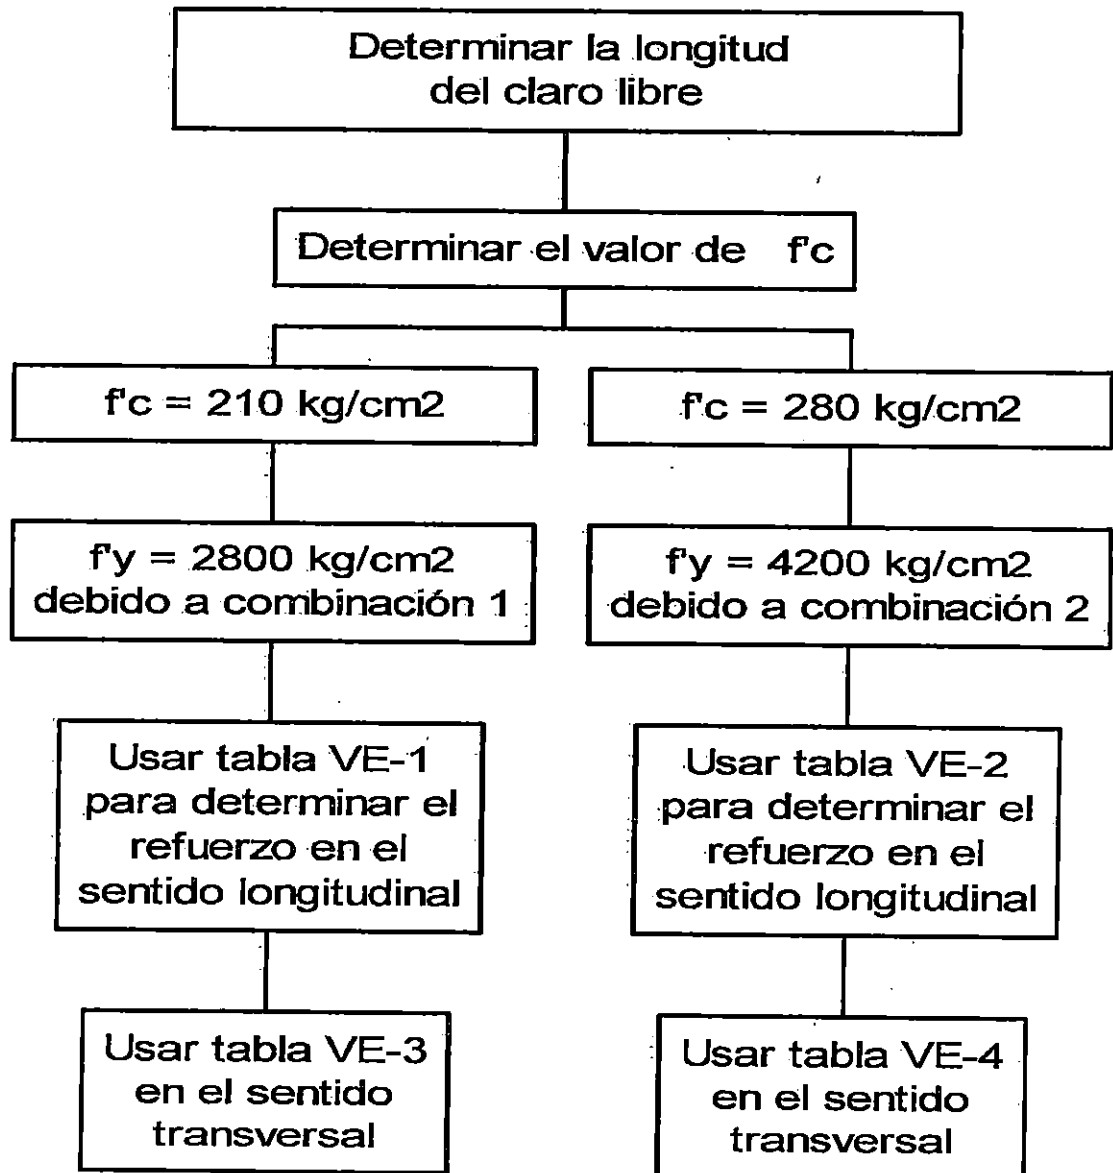 Determinar la longitud
del claro libre
Determinar el valor de f'c
f'c = 210 kg/cm2
f'c = 280 kg/cm2
f'y = 2800 kg/cm2
debido a combinación 1
f'y = 4200 kg/cm2
debido a combinación 2
Usar tabla VE-1
para determinar el
refuerzo en el
sentido longitudinal
Usar tabla VE-2
para determinar el
refuerzo en el
sentido longitudinal
Usar tabla VE-3
en el sentido
transversal
Usar tabla VE-4
en el sentido
transversal